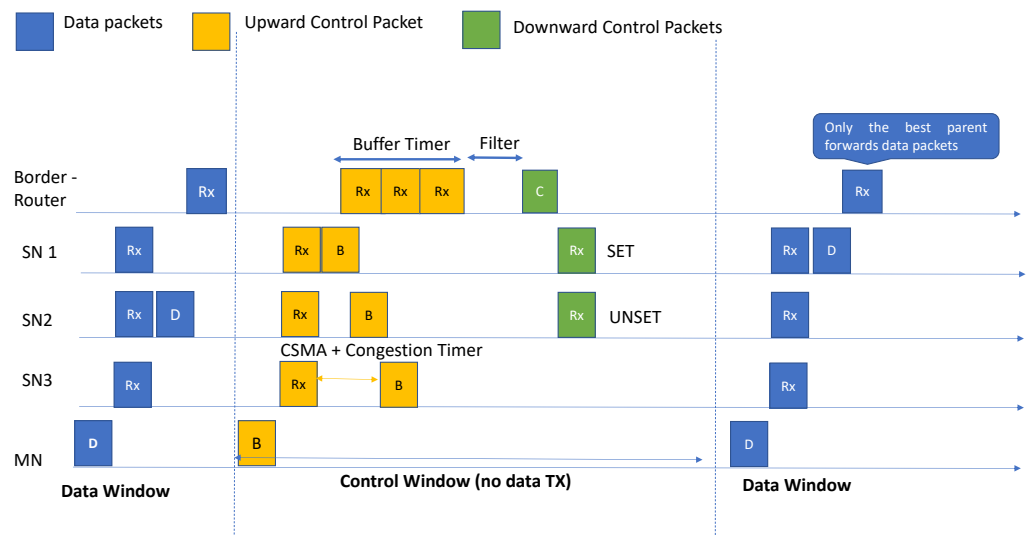 Data packets
Upward Control Packet
Downward Control Packets
Only the best parent
forwards data packets
Buffer Timer
Filter
Border -
Router
Rx
Rx
Rx
Rx
C
Rx
SN 1
Rx
Rx
B
Rx
SET
Rx
D
SN2
Rx
D
Rx
B
Rx
UNSET
Rx
CSMA + Congestion Timer
SN3
Rx
Rx
B
Rx
MN
D
B
D
Data Window
Control Window (no data TX)
Data Window